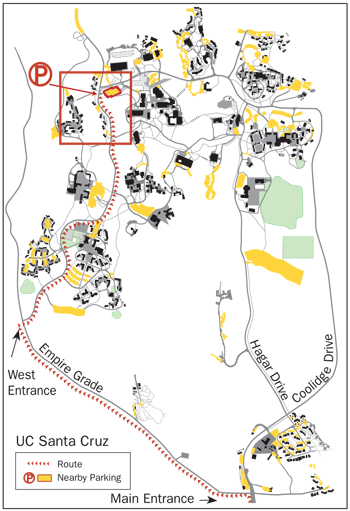 P
West
Entrance
Empire Grade
Hagar Drive
Coolidge Drive
UC Santa Cruz
Route
P Nearby Parking
Main Entrance